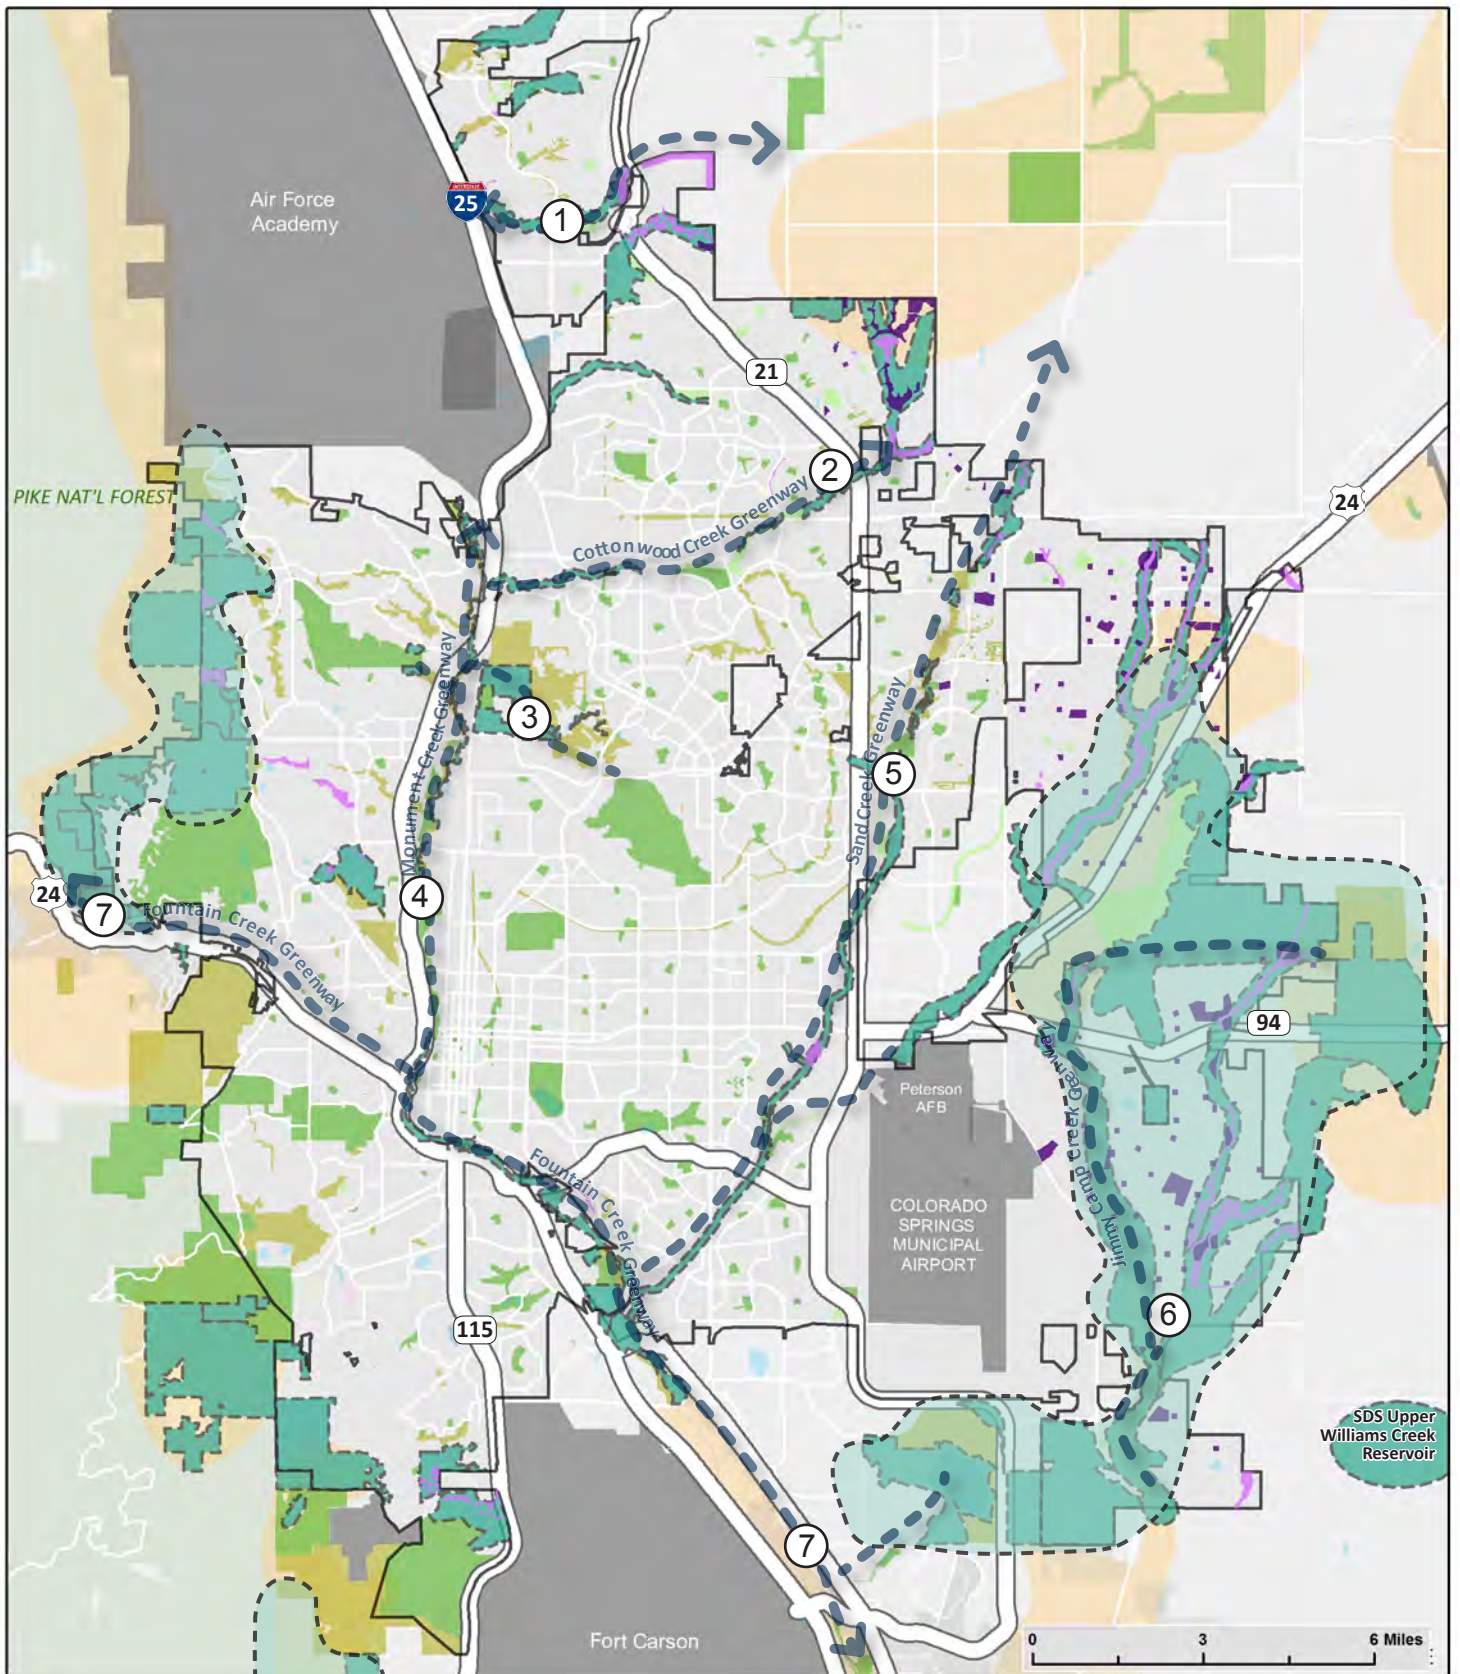 Air Force
Academy
INTERSTATE
25
1
21
2
PIKE NAT'L FOREST
24
Cottonwood Creek Greenway
Monument Creek Greenway
3
Sand Creek Greenway
5
4
24
7
Fountain Creek Greenway
94
Jimmy Camp Creek Greenway
Peterson
AFB
Fountain Creek Greenway
COLORADO
SPRINGS
MUNICIPAL
AIRPORT
6
115
SDS Upper
Williams Creek
Reservoir
7
Fort Carson
0 3 6 Miles